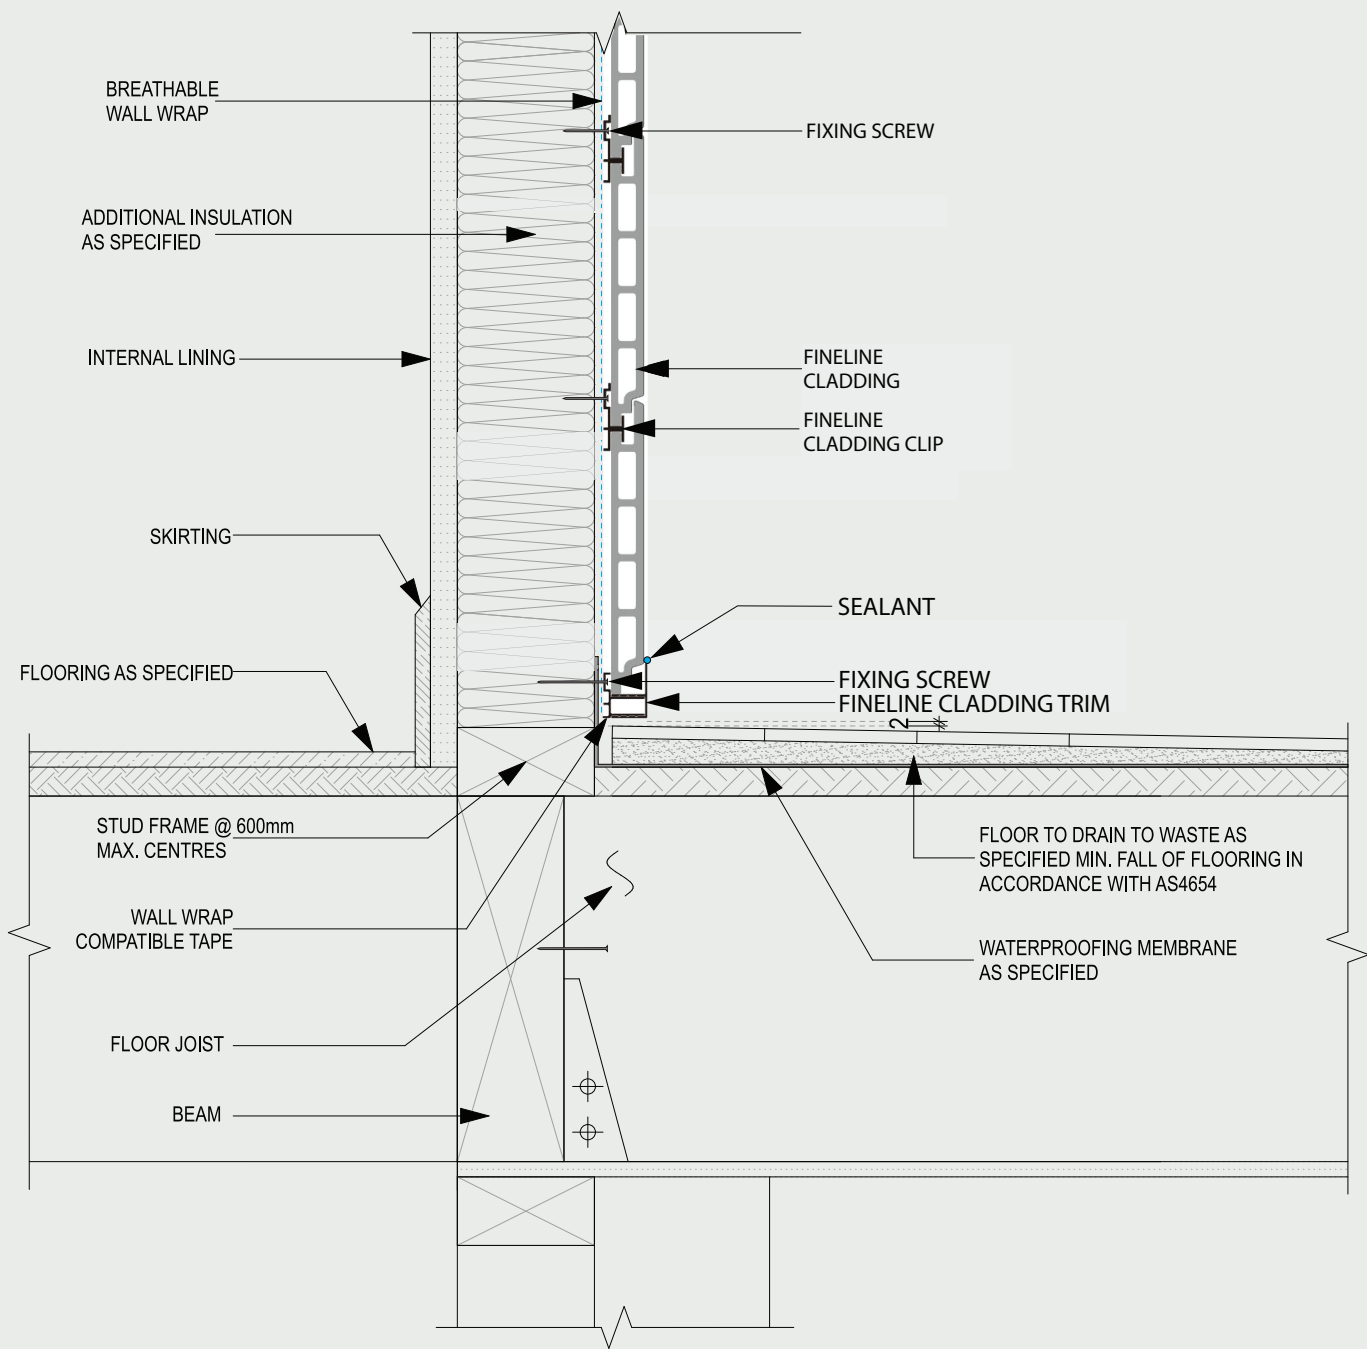 BREATHABLE
WALL WRAP
FIXING SCREW
ADDITIONAL INSULATION
AS SPECIFIED
INTERNAL LINING
FINELINE
CLADDING
FINELINE
CLADDING CLIP
SKIRTING
SEALANT
FLOORING AS SPECIFIED
FIXING SCREW
FINELINE CLADDING TRIM
2
STUD FRAME @ 600mm
MAX. CENTRES
FLOOR TO DRAIN TO WASTE AS
SPECIFIED MIN. FALL OF FLOORING IN
ACCORDANCE WITH AS4654
WALL WRAP
COMPATIBLE TAPE
WATERPROOFING MEMBRANE
AS SPECIFIED
FLOOR JOIST
BEAM